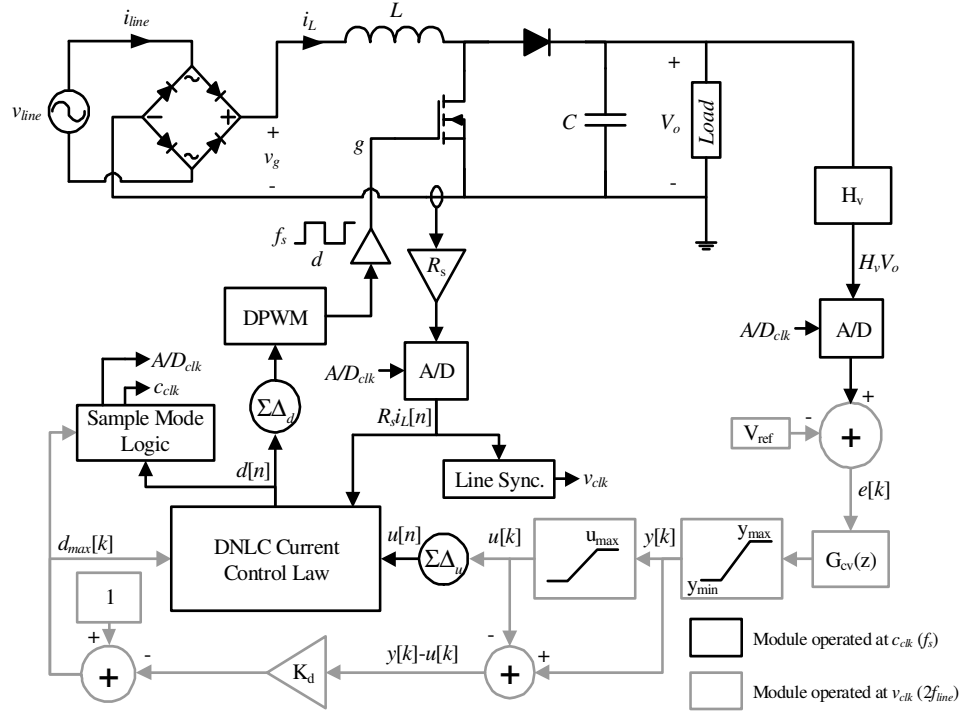 i_line
i_L
L
v_line
+
v_g
-
g
C
+
V_o
-
Load
H_v
f_s
d
R_s
H_vV_o
DPWM
A/D_clk
A/D
A/D_clk
A/D
A/D_clk
c_clk
ΣΔ_d
Sample Mode
Logic
R_si_L[n]
V_ref
-
+
+
d[n]
Line Sync.
v_clk
e[k]
d_max[k]
DNLC Current
Control Law
u[n]
ΣΔ_u
u[k]
u_max
y[k]
y_max
y_min
G_cv(z)
1
+
-
+
K_d
y[k]-u[k]
-
+
+
Module operated at c_clk (f_s)
Module operated at v_clk (2f_line)